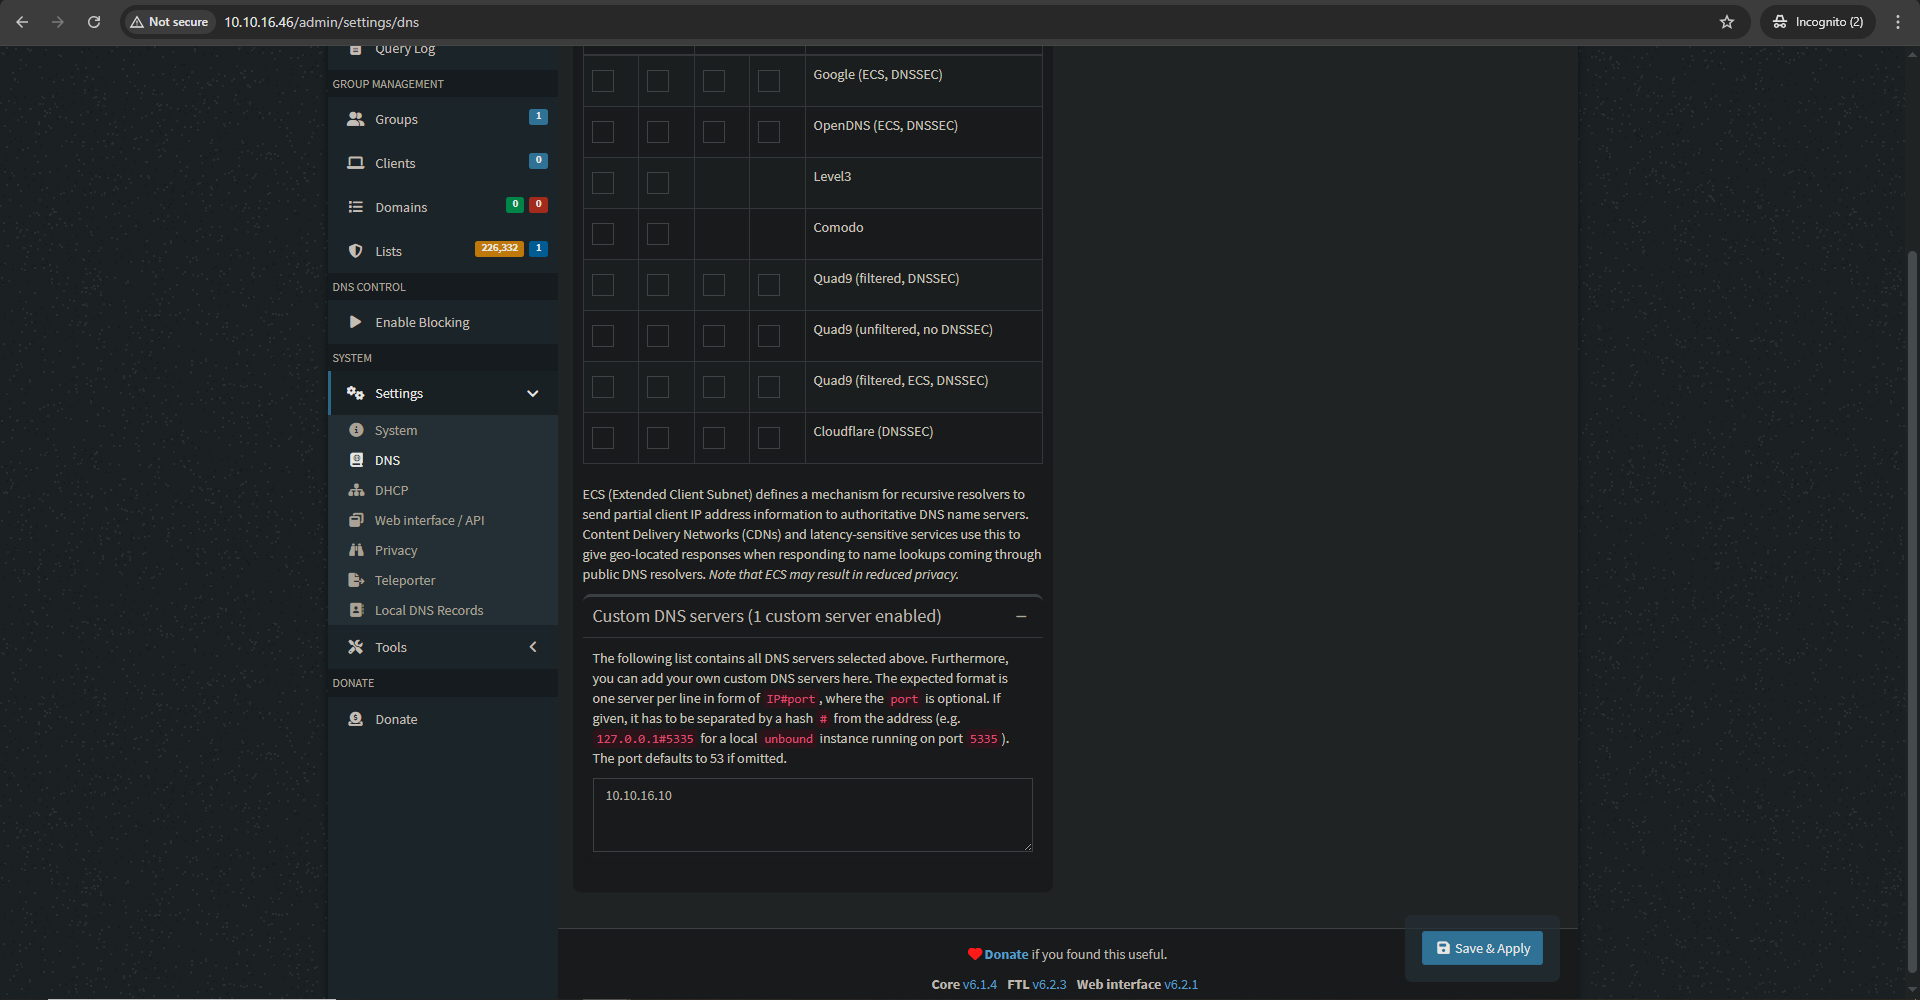 Not secure
10.10.16.46/admin/settings/dns
Incognito (2)
Query Log
GROUP MANAGEMENT
Groups 1
Clients 0
Domains 0 0
Lists 226,332 1
DNS CONTROL
Enable Blocking
SYSTEM
Settings
System
DNS
DHCP
Web interface / API
Privacy
Teleporter
Local DNS Records
Tools
DONATE
Donate
Google (ECS, DNSSEC)
OpenDNS (ECS, DNSSEC)
Level3
Comodo
Quad9 (filtered, DNSSEC)
Quad9 (unfiltered, no DNSSEC)
Quad9 (filtered, ECS, DNSSEC)
Cloudflare (DNSSEC)
ECS (Extended Client Subnet) defines a mechanism for recursive resolvers to
send partial client IP address information to authoritative DNS name servers.
Content Delivery Networks (CDNs) and latency-sensitive services use this to
give geo-located responses when responding to name lookups coming through
public DNS resolvers. Note that ECS may result in reduced privacy.
Custom DNS servers (1 custom server enabled)
The following list contains all DNS servers selected above. Furthermore,
you can add your own custom DNS servers here. The expected format is
one server per line in form of IP#port, where the port is optional. If
given, it has to be separated by a hash # from the address (e.g.
127.0.0.1#5335 for a local unbound instance running on port 5335).
The port defaults to 53 if omitted.
10.10.16.10
Save & Apply
Donate if you found this useful.
Core v6.1.4 FTL v6.2.3 Web interface v6.2.1